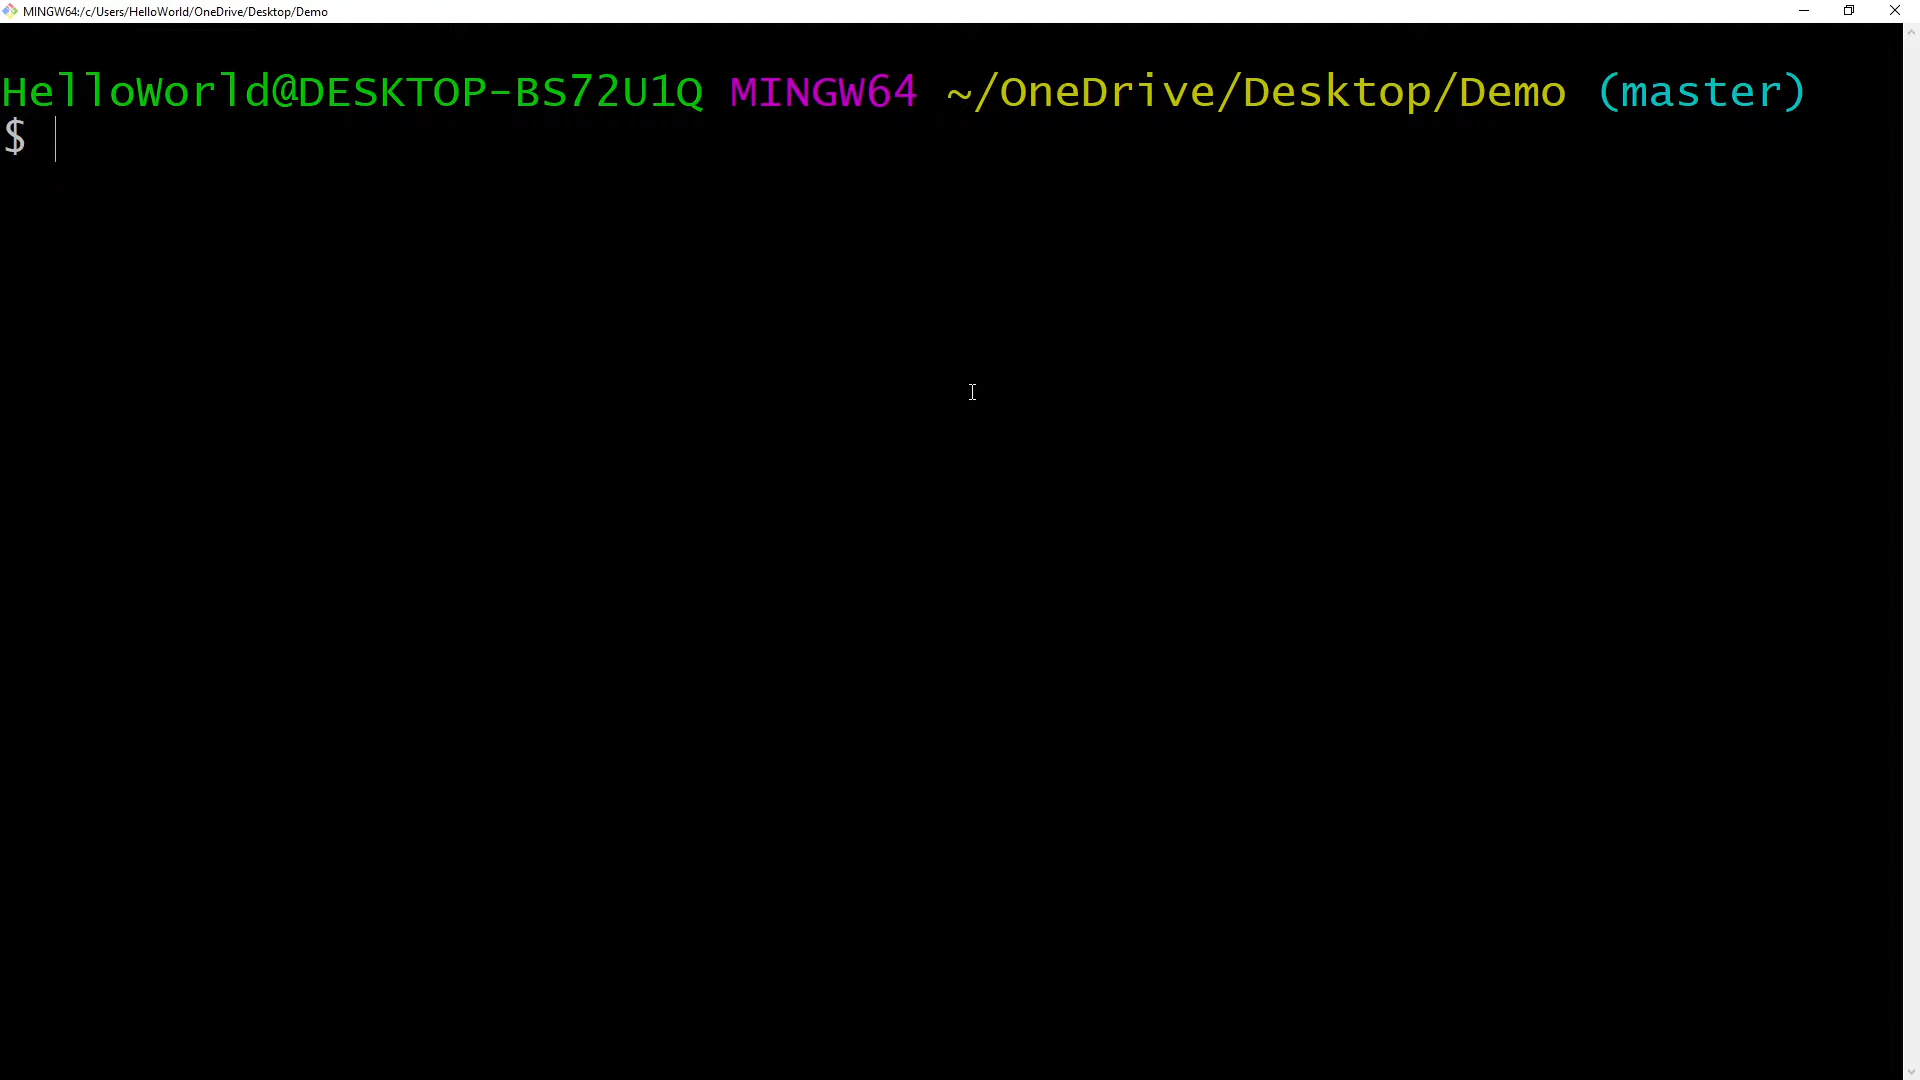 MINGW64:/c/Users/HelloWorld/OneDrive/Desktop/Demo
HelloWorld@DESKTOP-BS72U1Q MINGW64 ~/OneDrive/Desktop/Demo (master)
$